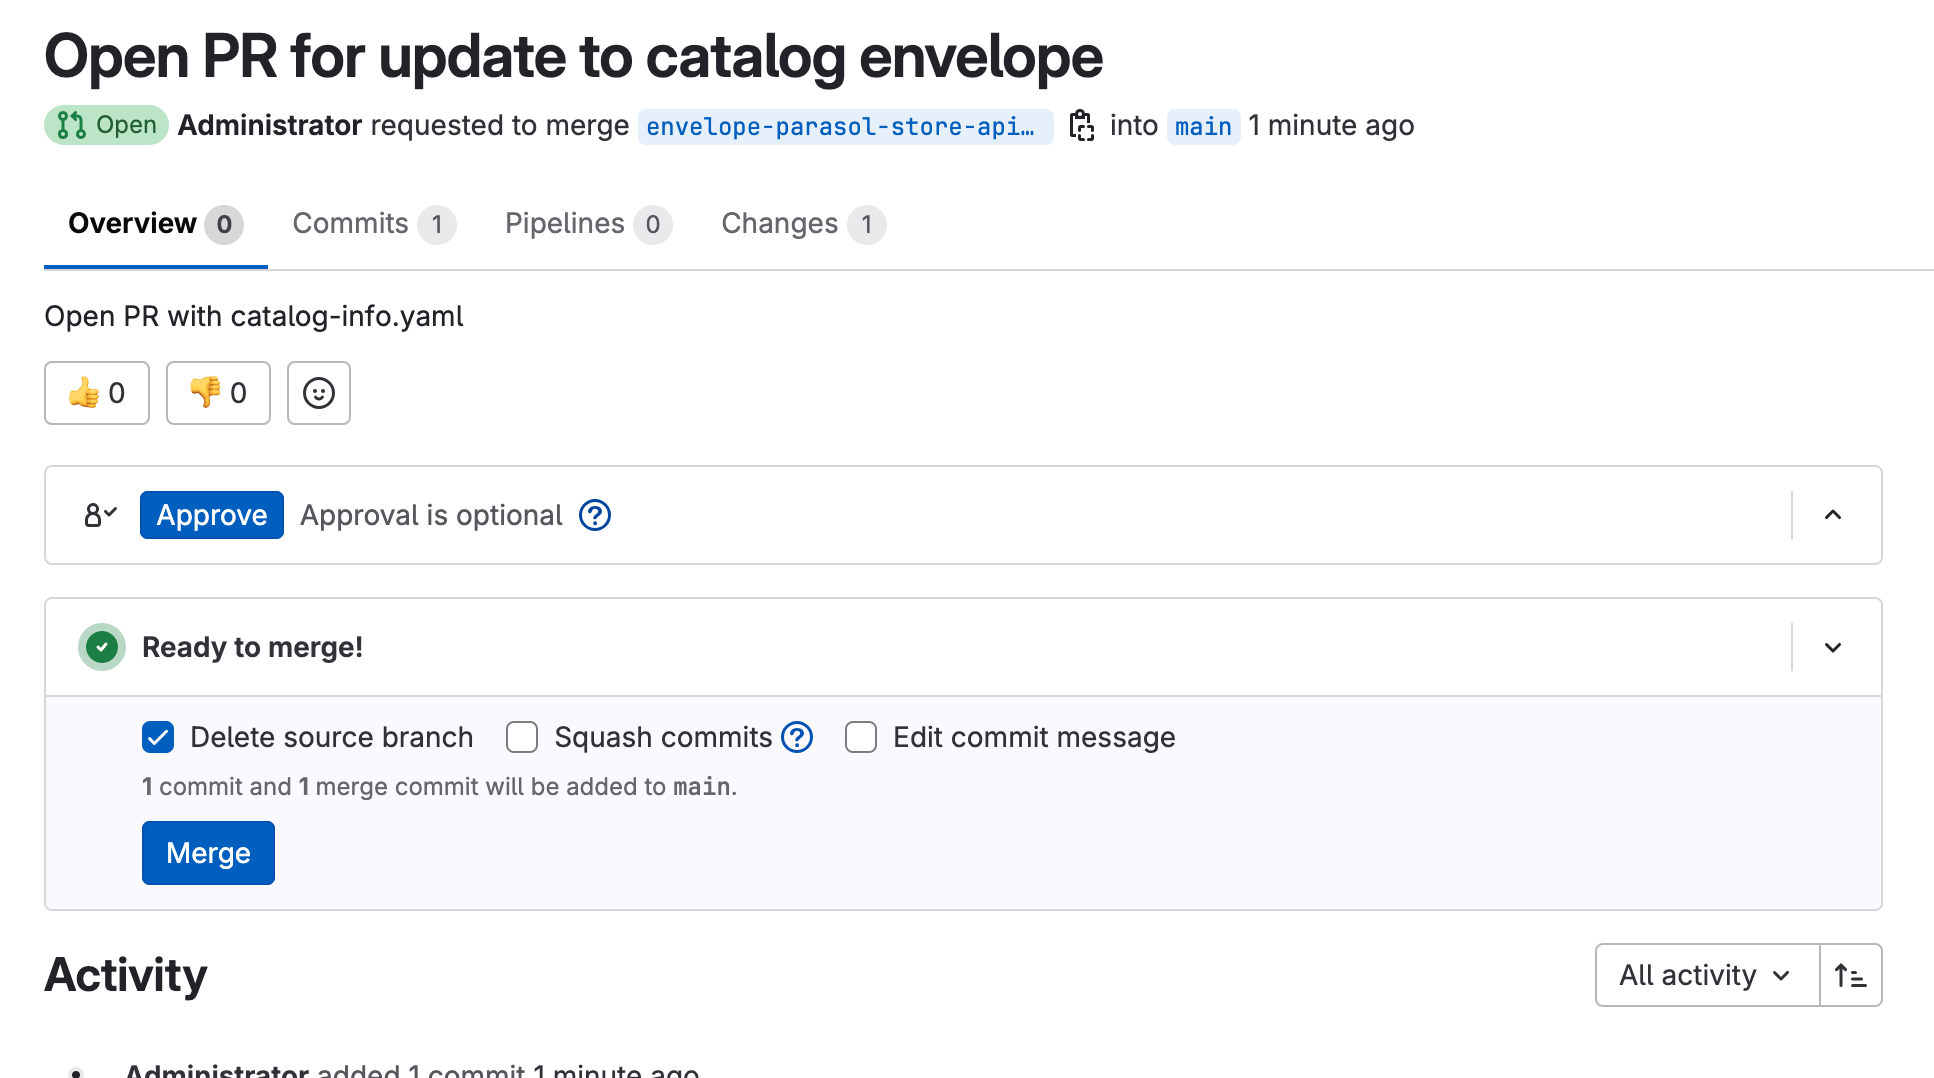 Open PR for update to catalog envelope
Open Administrator requested to merge envelope-parasol-store-api… into main 1 minute ago
Overview 0 Commits 1 Pipelines 0 Changes 1
Open PR with catalog-info.yaml
👍 0 👎 0
Approve Approval is optional
Ready to merge!
Delete source branch Squash commits Edit commit message
1 commit and 1 merge commit will be added to main.
Merge
Activity
All activity
Administrator added 1 commit 1 minute ago